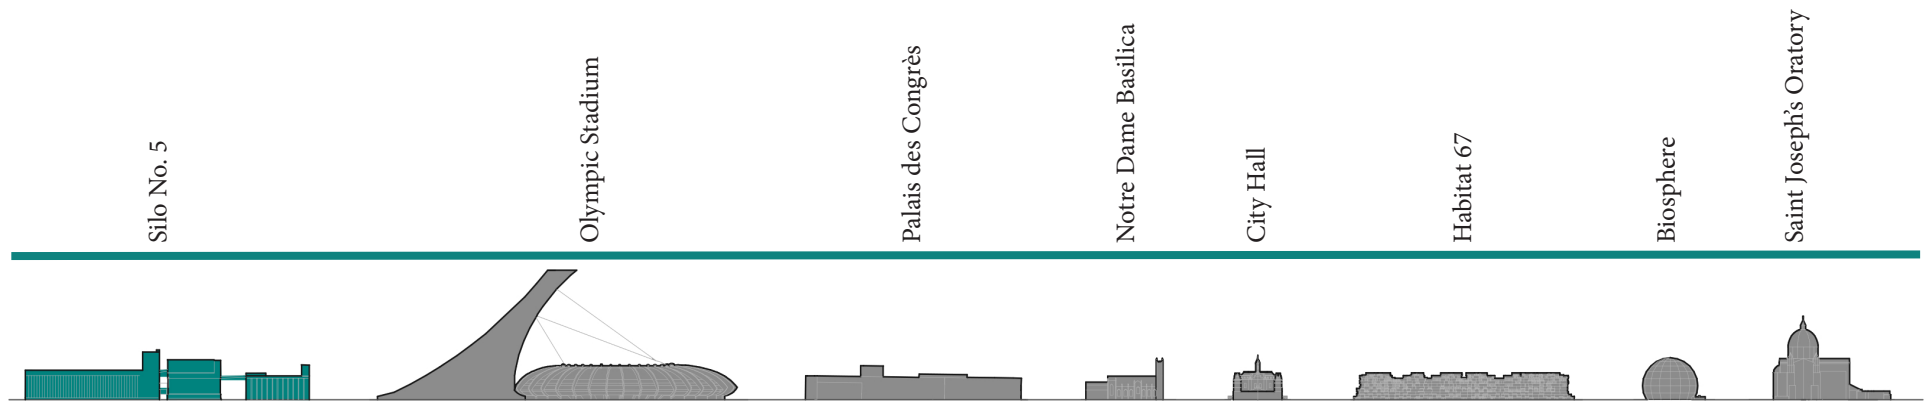 Silo No. 5
Olympic Stadium
Palais des Congrès
Notre Dame Basilica
City Hall
Habitat 67
Biosphere
Saint Joseph's Oratory